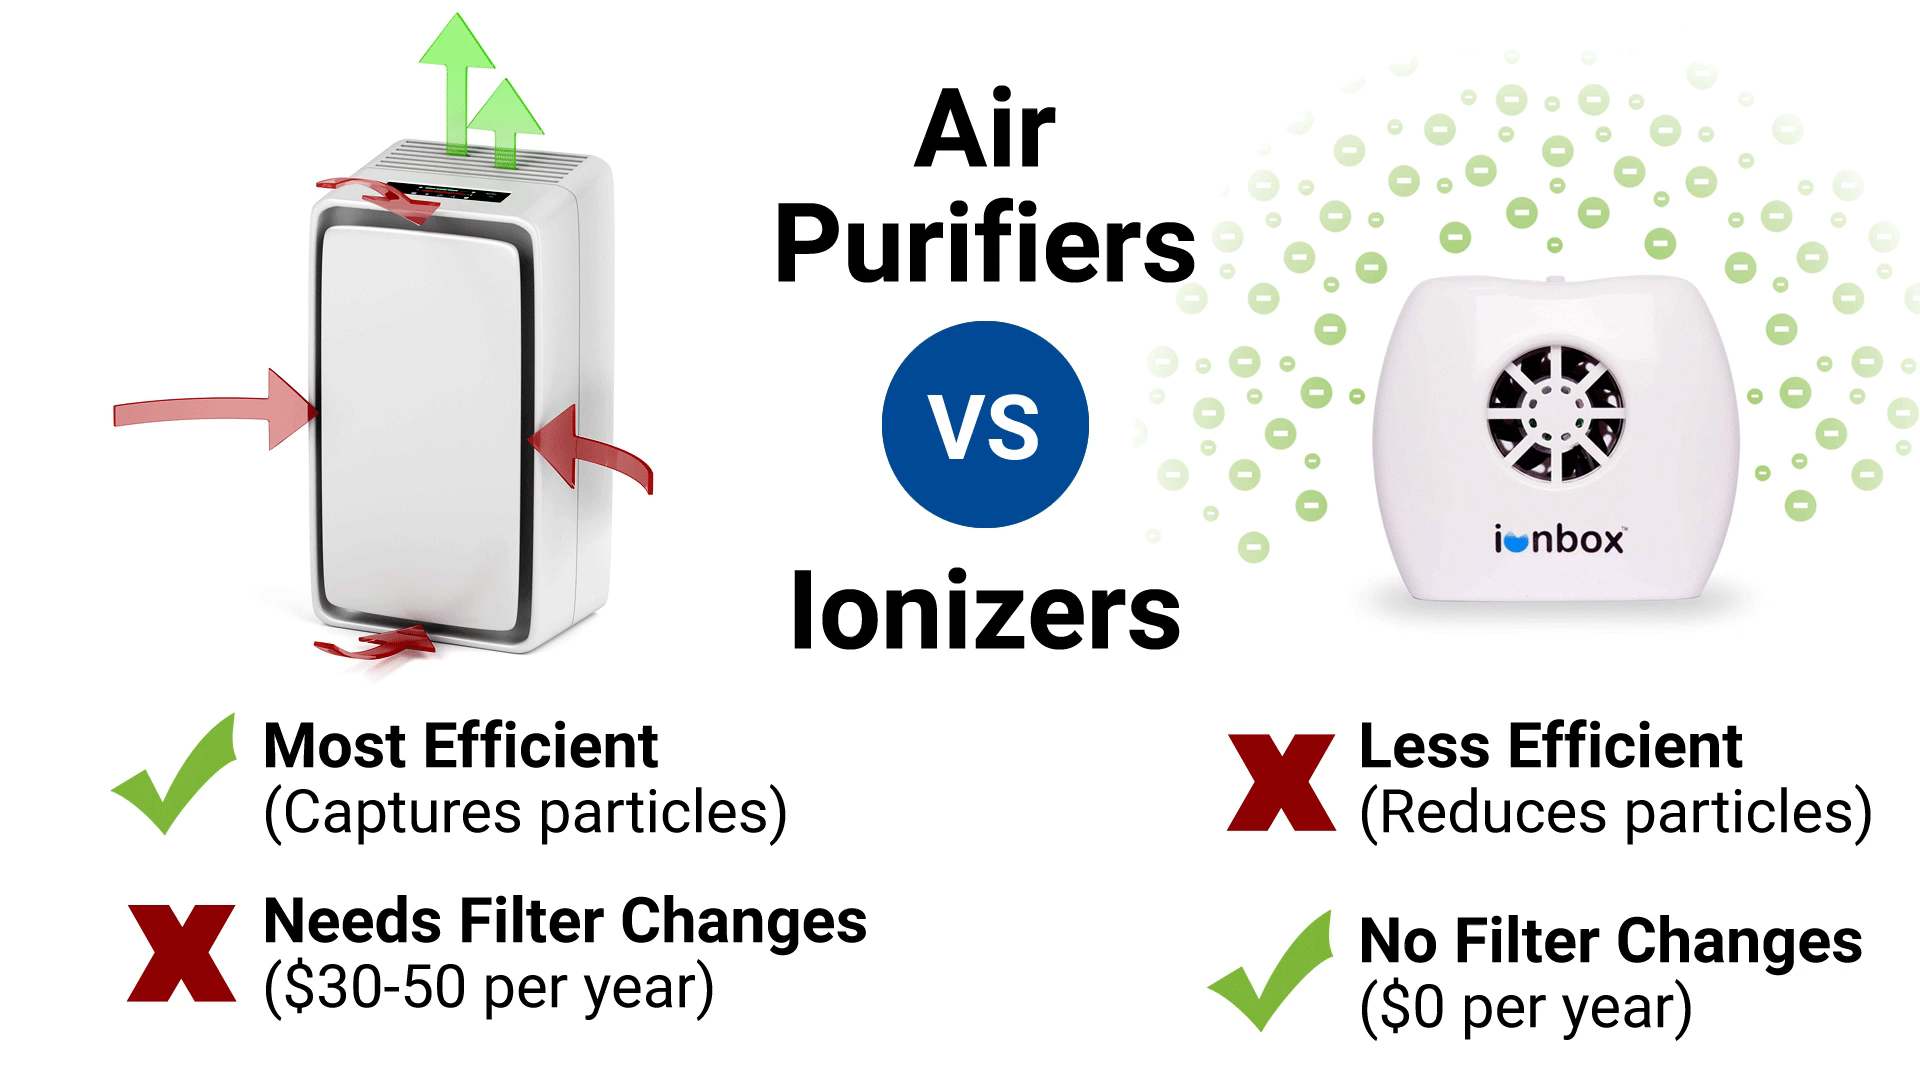 Air
Purifiers
VS
Ionizers
ionbox™
Most Efficient
(Captures particles)
Needs Filter Changes
($30-50 per year)
Less Efficient
(Reduces particles)
No Filter Changes
($0 per year)